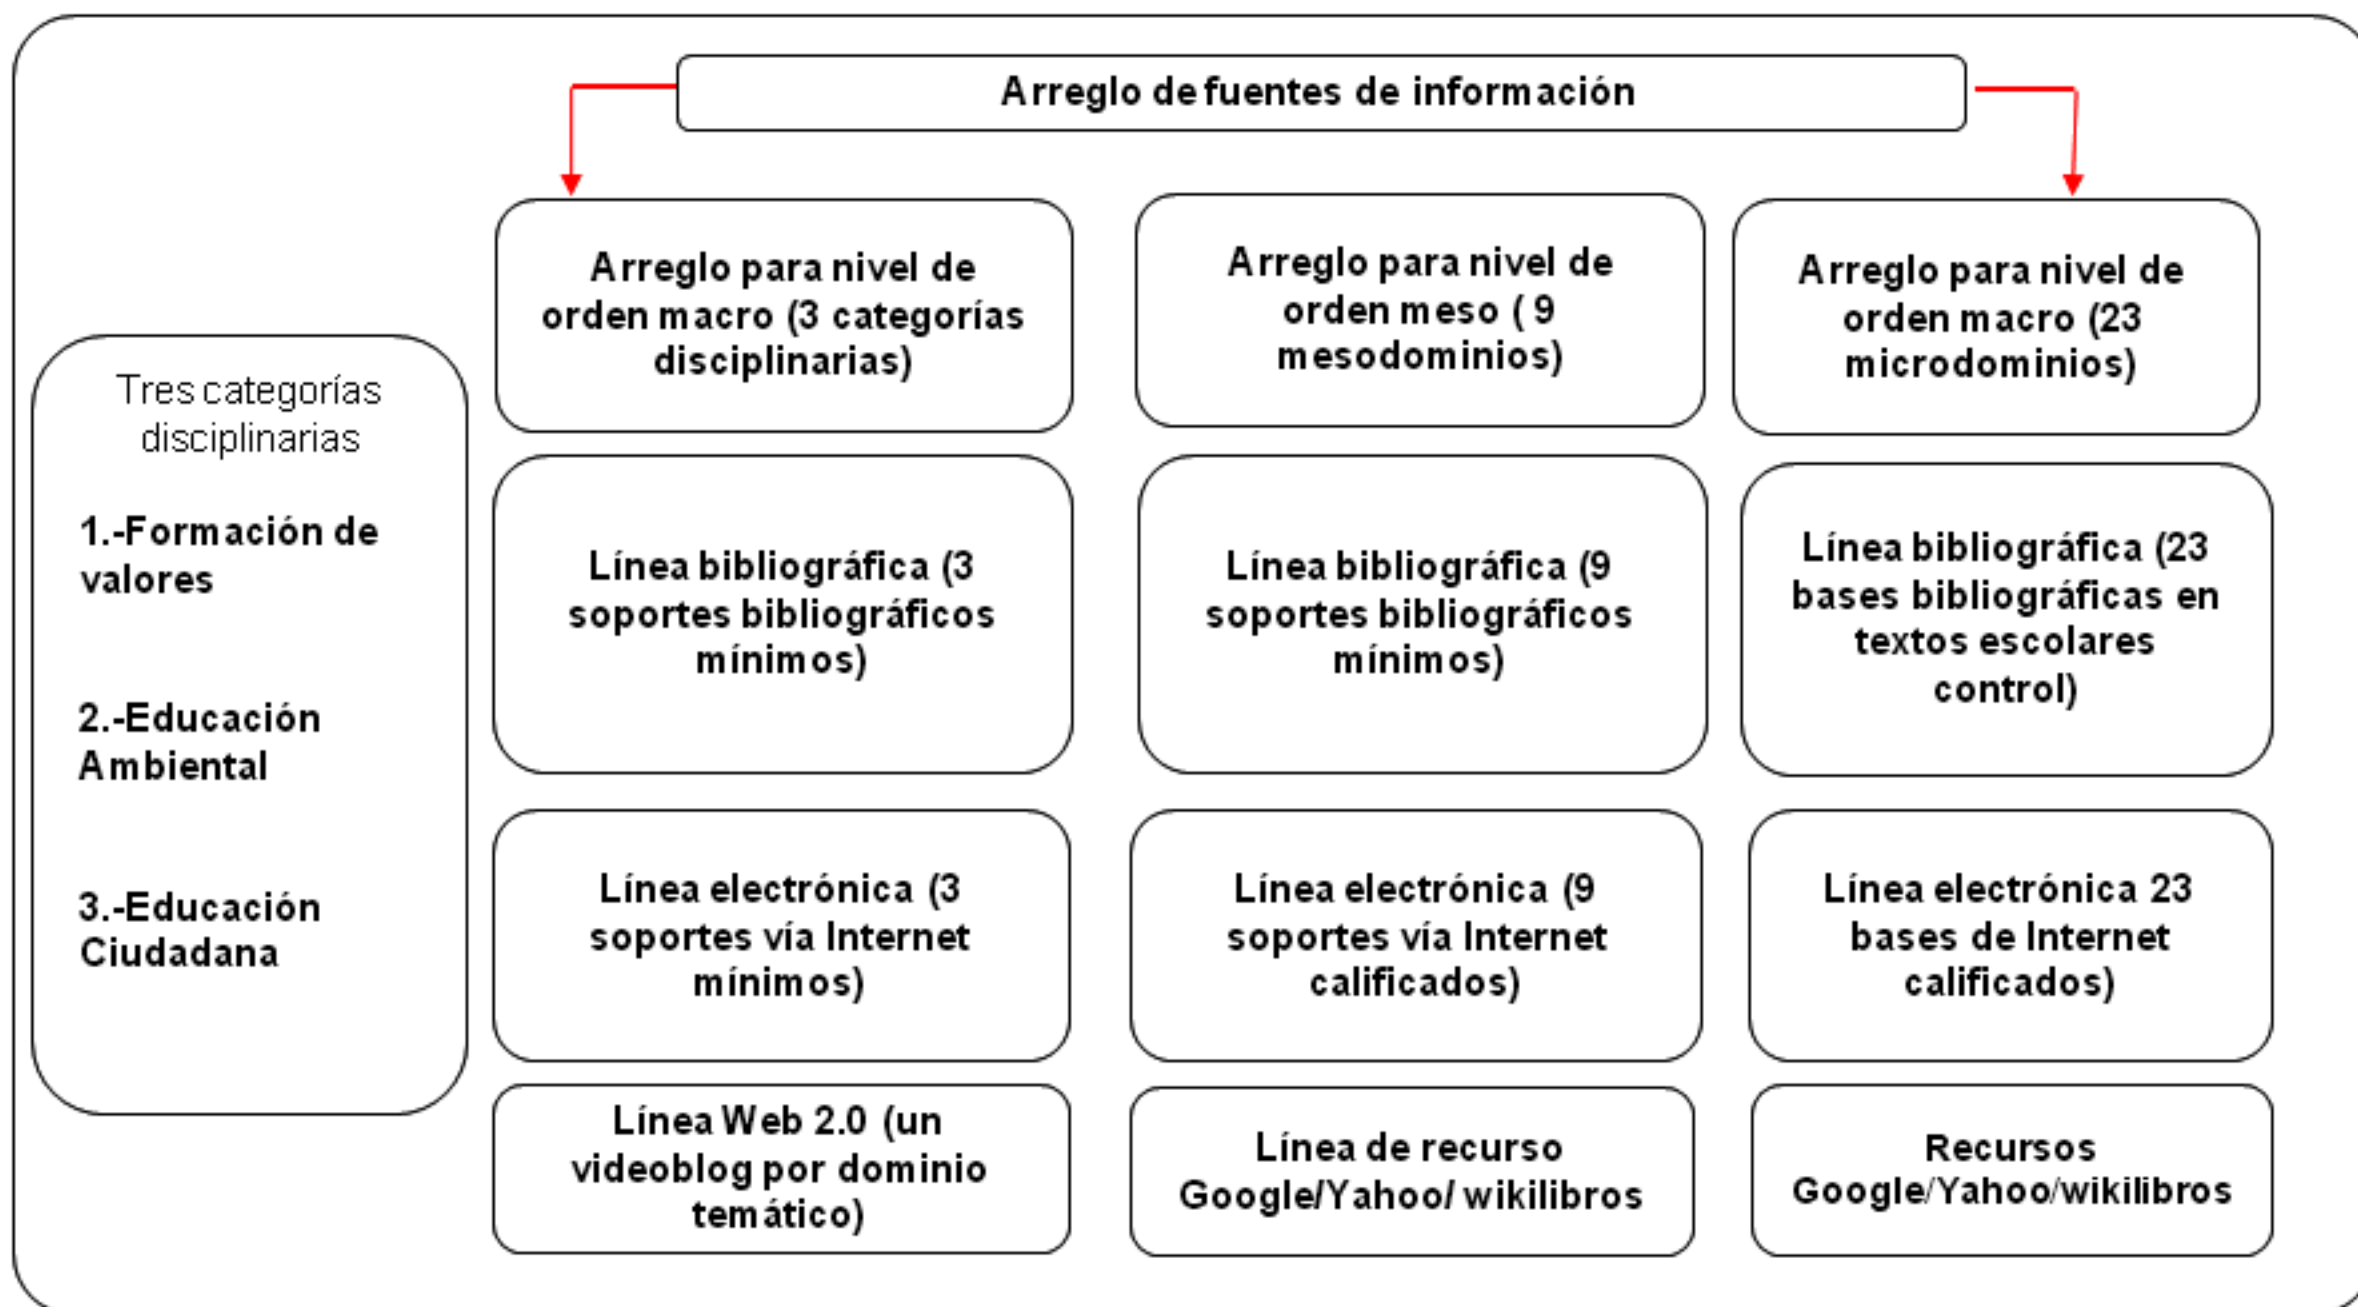 Arreglo de fuentes de información
Tres categorías
disciplinarias
1.-Formación de
valores
2.-Educación
Ambiental
3.-Educación
Ciudadana
Arreglo para nivel de
orden macro (3 categorías
disciplinarias)
Arreglo para nivel de
orden meso ( 9
mesodominios)
Arreglo para nivel de
orden macro (23
microdominios)
Línea bibliográfica (3
soportes bibliográficos
mínimos)
Línea bibliográfica (9
soportes bibliográficos
mínimos)
Línea bibliográfica (23
bases bibliográficas en
textos escolares
control)
Línea electrónica (3
soportes vía Internet
mínimos)
Línea electrónica (9
soportes vía Internet
calificados)
Línea electrónica 23
bases de Internet
calificados)
Línea Web 2.0 (un
videoblog por dominio
temático)
Línea de recurso
Google/Yahoo/ wikilibros
Recursos
Google/Yahoo/wikilibros